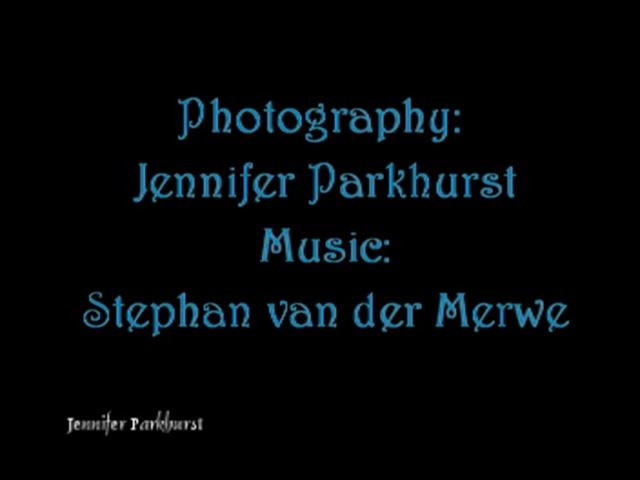 Photography:
Jennifer Parkhurst
Music:
Stephan van der Merwe
Jennifer Parkhurst